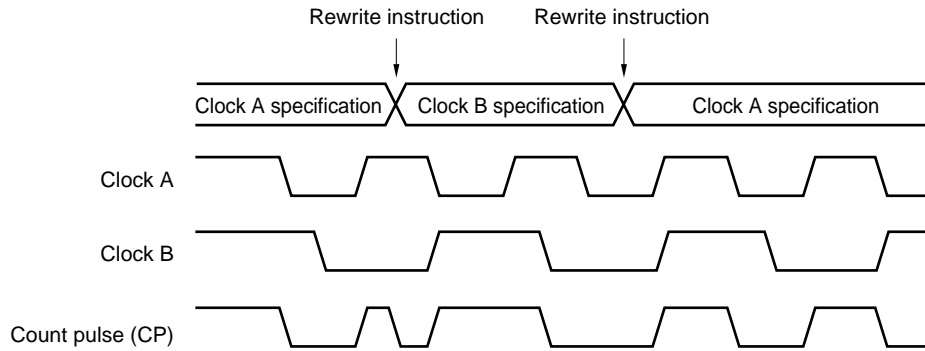 Rewrite instruction
Rewrite instruction
Clock A specification
Clock B specification
Clock A specification
Clock A
Clock B
Count pulse (CP)